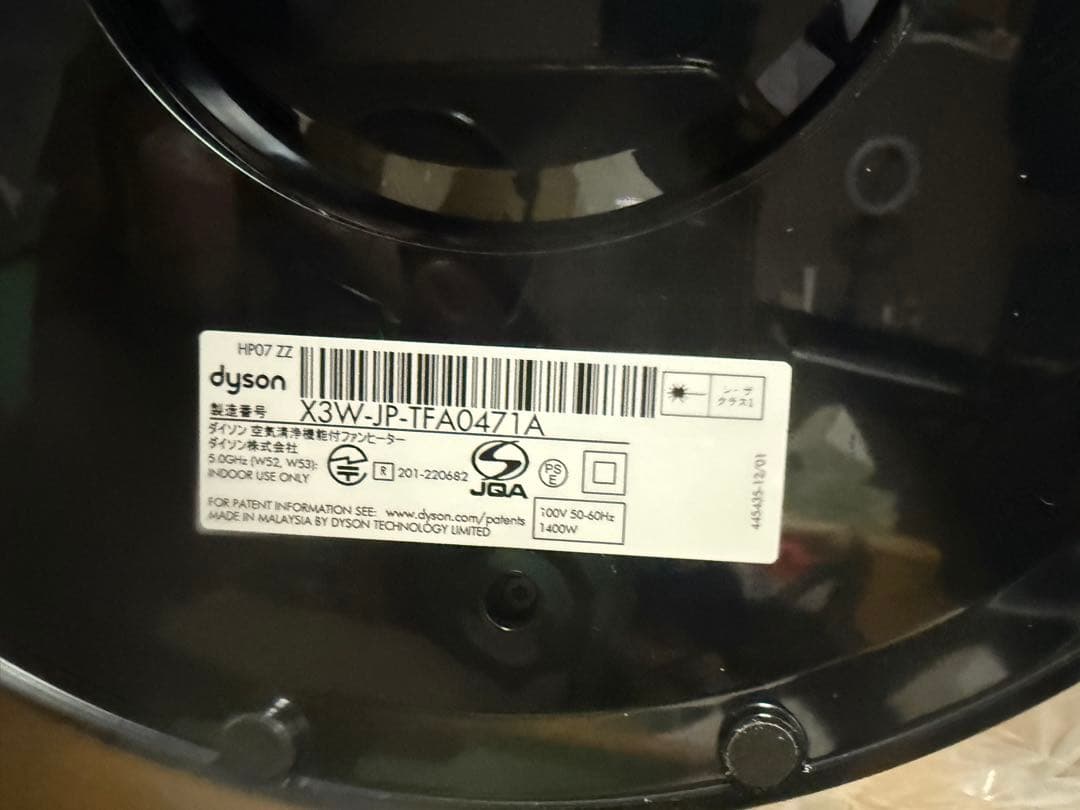 HP07 ZZ
dyson
製造番号 X3W-JP-TFA0471A
ダイソン 空気清浄機能付ファンヒーター
ダイソン株式会社
5.0GHz (W52, W53):
INDOOR USE ONLY
R 201-220682
JQA
PS
E
レーザ
クラス1
FOR PATENT INFORMATION SEE: www.dyson.com/patents
MADE IN MALAYSIA BY DYSON TECHNOLOGY LIMITED
100V 50-60Hz
1400W
445435-12/01